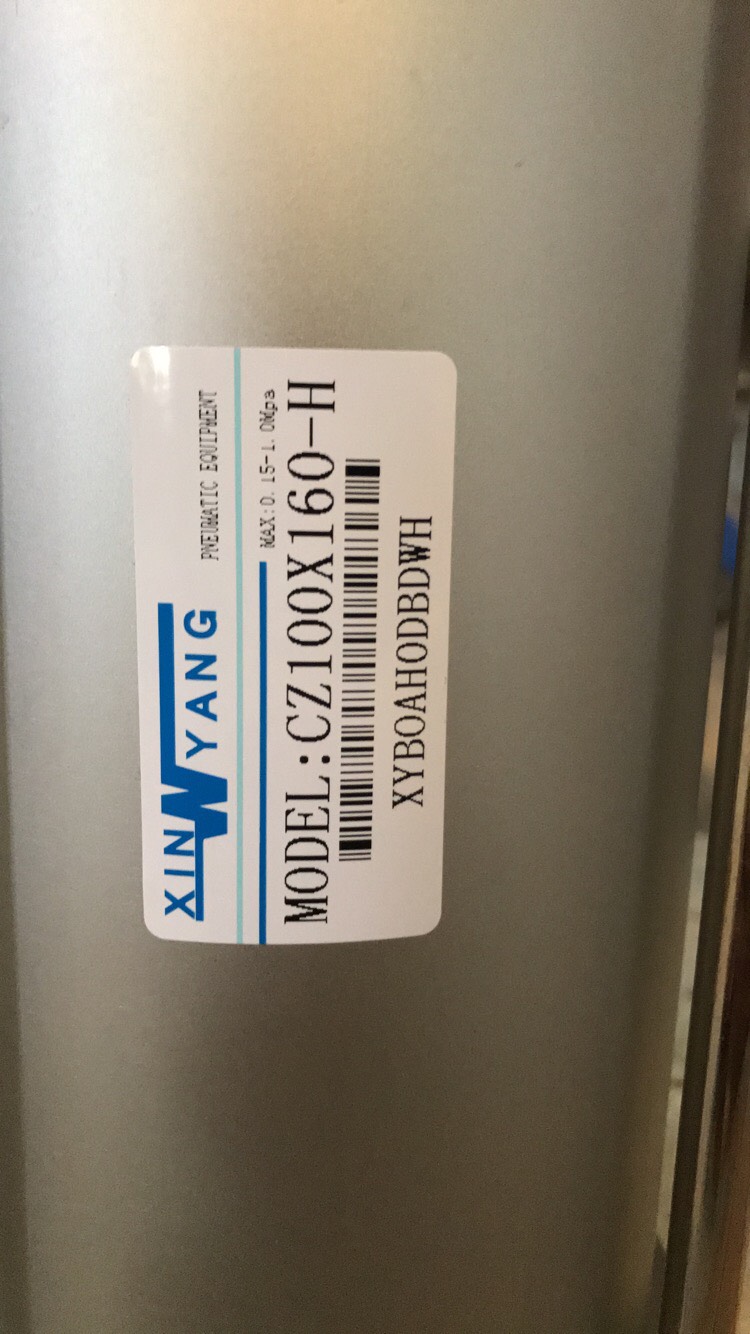 XIN YANG
PNEUMATIC EQUIPMENT
MAX:0.15-1.0Mpa
MODEL:CZ100X160-H
XYBOAHODBDWH